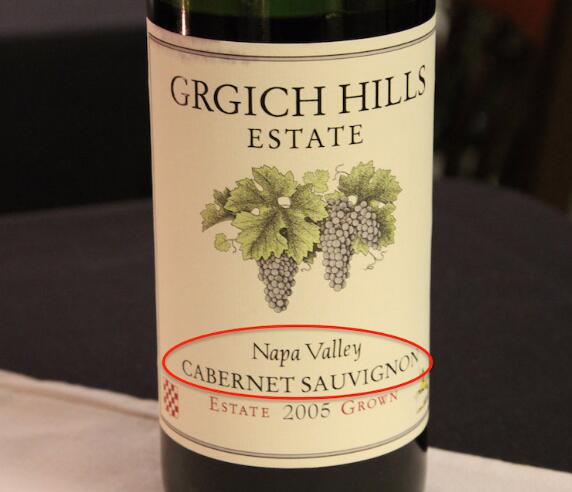 GRGICH HILLS
ESTATE
Napa Valley
CABERNET SAUVIGNON
ESTATE 2005 GROWN